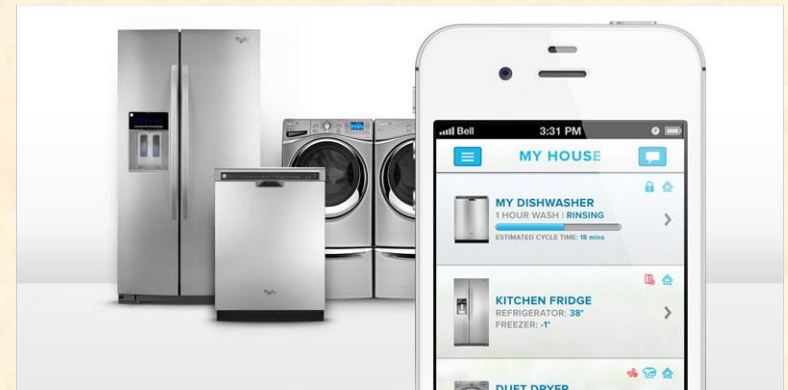 Bell 3:31 PM
MY HOUSE
MY DISHWASHER
1 HOUR WASH | RINSING
ESTIMATED CYCLE TIME: 18 mins
KITCHEN FRIDGE
REFRIGERATOR: 38°
FREEZER: -1°
DUET DRYER